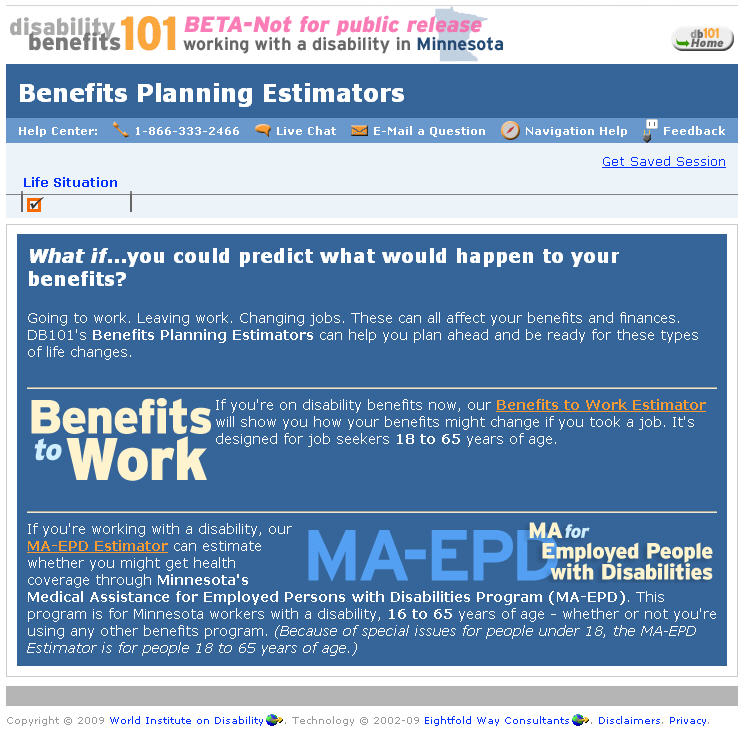 disability benefits101 BETA-Not for public release
working with a disability in Minnesota
db101 Home
Benefits Planning Estimators
Help Center: 1-866-333-2466 Live Chat E-Mail a Question Navigation Help Feedback
Get Saved Session
Life Situation
What if...you could predict what would happen to your
benefits?
Going to work. Leaving work. Changing jobs. These can all affect your benefits and finances.
DB101's Benefits Planning Estimators can help you plan ahead and be ready for these types
of life changes.
Benefits
to Work
If you're on disability benefits now, our Benefits to Work Estimator
will show you how your benefits might change if you took a job. It's
designed for job seekers 18 to 65 years of age.
If you're working with a disability, our
MA-EPD Estimator can estimate
whether you might get health
coverage through Minnesota's
MA-EPD
MA for
Employed People
with Disabilities
Medical Assistance for Employed Persons with Disabilities Program (MA-EPD). This
program is for Minnesota workers with a disability, 16 to 65 years of age - whether or not you're
using any other benefits program. (Because of special issues for people under 18, the MA-EPD
Estimator is for people 18 to 65 years of age.)
Copyright © 2009 World Institute on Disability. Technology © 2002-09 Eightfold Way Consultants. Disclaimers. Privacy.